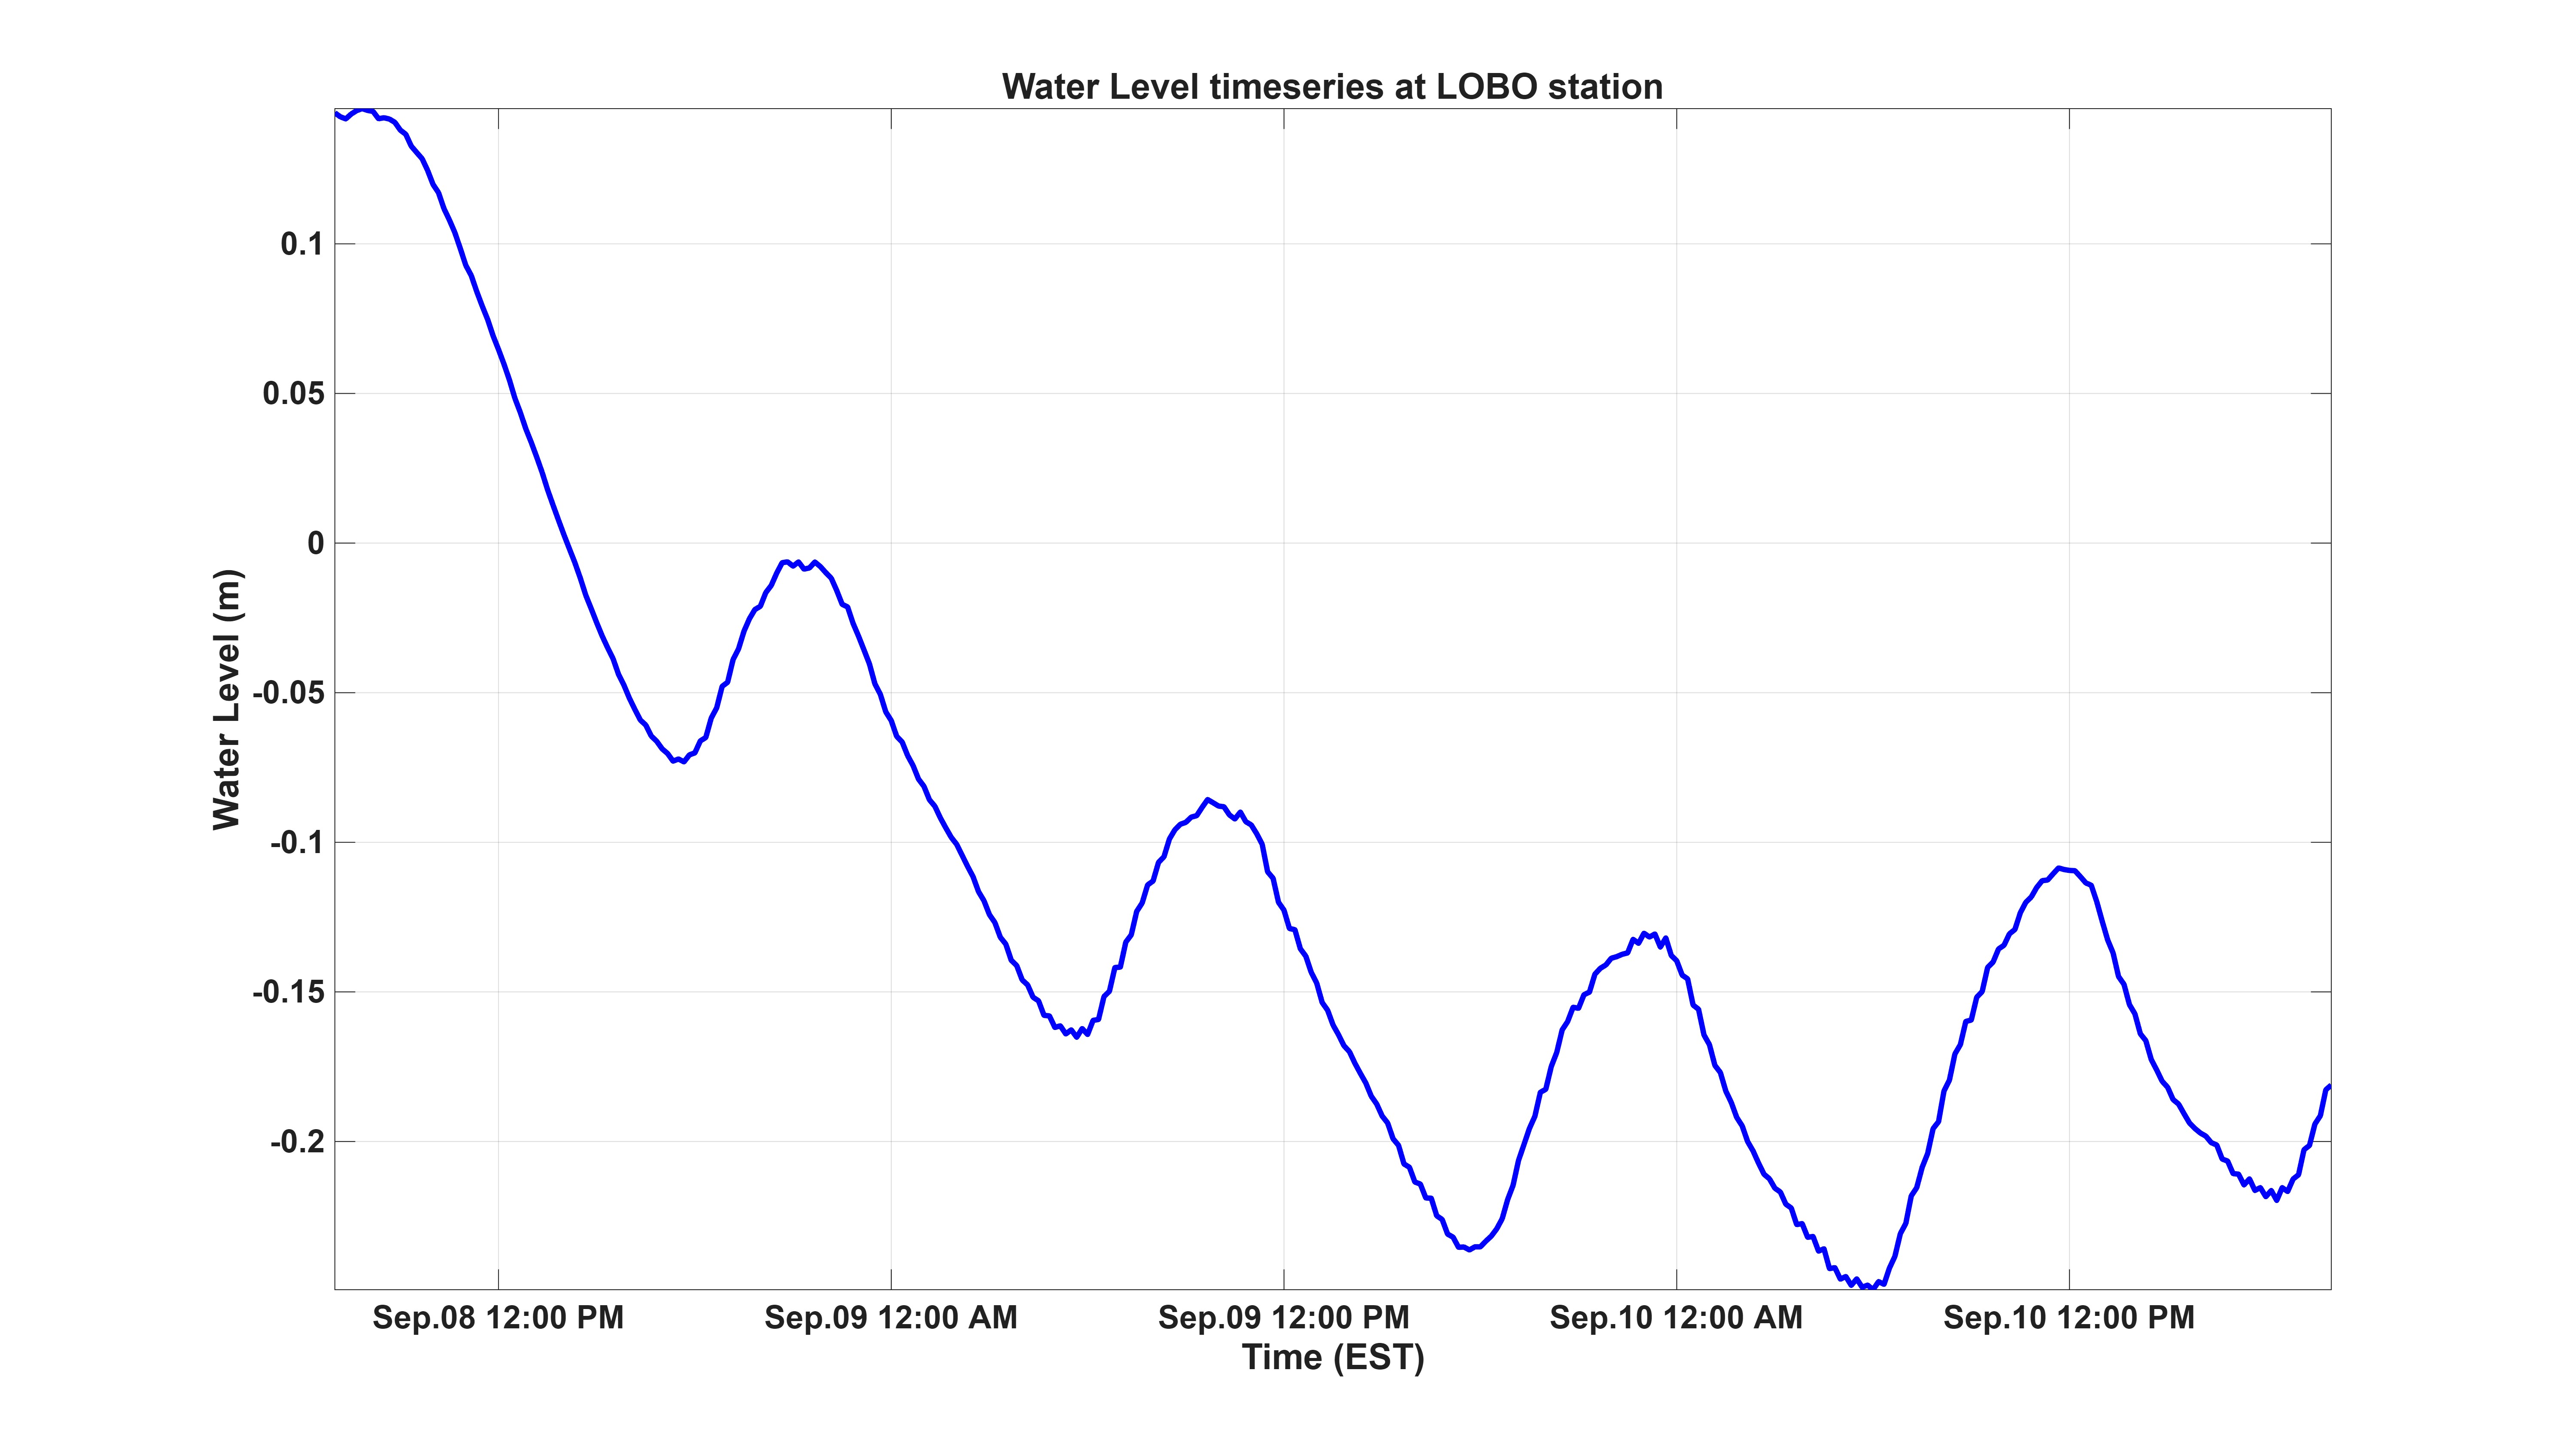 Water Level timeseries at LOBO station
0.1
0.05
0
-0.05
-0.1
-0.15
-0.2
Water Level (m)
Sep.08 12:00 PM Sep.09 12:00 AM Sep.09 12:00 PM Sep.10 12:00 AM Sep.10 12:00 PM
Time (EST)